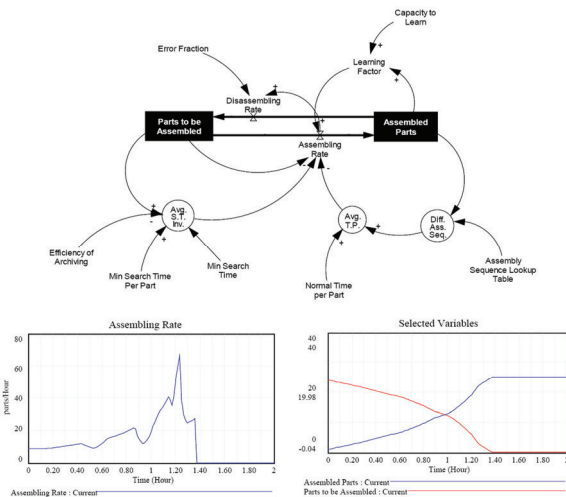 Capacity to
Learn
Error Fraction
+
Learning
Factor
+
+
Disassembling
Rate
Parts to be
Assembled
Assembled
Parts
+
Assembling
Rate
-
-
+
-
Avg.
S.T.
Inv.
Avg.
T.P.
Diff.
Ass.
Seq.
+
+
+
Efficiency of
Archiving
Min Search Time
Per Part
Min Search
Time
Normal Time
per Part
Assembly
Sequence Lookup
Table
Assembling Rate
80
60
40
20
0
parts/Hour
0 0.20 0.40 0.60 0.80 1 1.20 1.40 1.60 1.80 2
Time (Hour)
Assembling Rate : Current
Selected Variables
40
40
20
19.98
0
-0.04
0 0.20 0.40 0.60 0.80 1.00 1.20 1.40 1.60 1.80 2
Time (Hour)
Assembled Parts : Current
Parts to be Assembled : Current